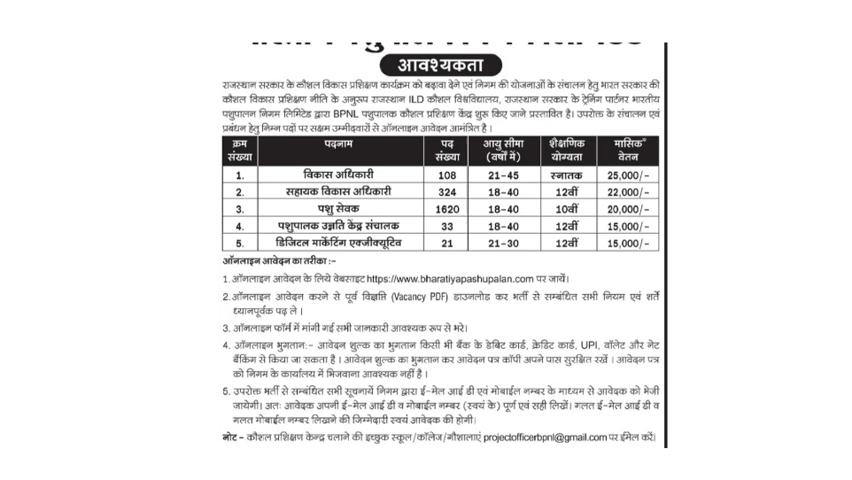 आवश्यकता
राजस्थान सरकार के कौशल विकास प्रशिक्षण कार्यक्रम को बढ़ावा देने एवं निगम की योजनाओं के संचालन हेतु भारत सरकार की
कौशल विकास प्रशिक्षण नीति के अनुरूप राजस्थान ILD कौशल विश्वविद्यालय, राजस्थान सरकार के ट्रेनिंग पार्टनर भारतीय
पशुपालन निगम लिमिटेड द्वारा BPNL पशुपालक कौशल प्रशिक्षण केंद्र शुरू किए जाने प्रस्तावित है। उपरोक्त के संचालन एवं
प्रबंधन हेतु निम्न पदों पर सक्षम उम्मीदवारों से ऑनलाइन आवेदन आमंत्रित है ।
क्रम संख्या पदनाम पद संख्या आयु सीमा (वर्षों में) शैक्षणिक योग्यता मासिक* वेतन
1. विकास अधिकारी 108 21-45 स्नातक 25,000/-
2. सहायक विकास अधिकारी 324 18-40 12वीं 22,000/-
3. पशु सेवक 1620 18-40 10वीं 20,000/-
4. पशुपालक उन्नति केंद्र संचालक 33 18-40 12वीं 15,000/-
5. डिजिटल मार्केटिंग एक्जीक्यूटिव 21 21-30 12वीं 15,000/-
ऑनलाइन आवेदन का तरीका :-
1. ऑनलाइन आवेदन के लिये वेबसाइट https://www.bharatiyapashupalan.com पर जायें।
2. ऑनलाइन आवेदन करने से पूर्व विज्ञप्ति (Vacancy PDF) डाउनलोड कर भर्ती से सम्बंधित सभी नियम एवं शर्ते
ध्यानपूर्वक पढ़ ले ।
3. ऑनलाइन फॉर्म में मांगी गई सभी जानकारी आवश्यक रूप से भरे।
4. ऑनलाइन भुगतान:- आवेदन शुल्क का भुगतान किसी भी बैंक के डेबिट कार्ड, क्रेडिट कार्ड, UPI, वॉलेट और नेट
बैंकिंग से किया जा सकता है । आवेदन शुल्क का भुगतान कर आवेदन पत्र कॉपी अपने पास सुरक्षित रखें । आवेदन पत्र
को निगम के कार्यालय में भिजवाना आवश्यक नहीं है ।
5. उपरोक्त भर्ती से सम्बंधित सभी सूचनायें निगम द्वारा ई-मेल आई डी एवं मोबाईल नम्बर के माध्यम से आवेदक को भेजी
जायेगी। अतः आवेदक अपनी ई-मेल आई डी व मोबाईल नम्बर (स्वयं के) पूर्ण एवं सही लिखें। गलत ई-मेल आई डी व
गलत मोबाईल नम्बर लिखने की जिम्मेदारी स्वयं आवेदक की होगी।
नोट - कौशल प्रशिक्षण केन्द्र चलाने की इच्छुक स्कूल/कॉलेज/गौशालाएं projectofficerbpnl@gmail.com पर ईमेल करें।